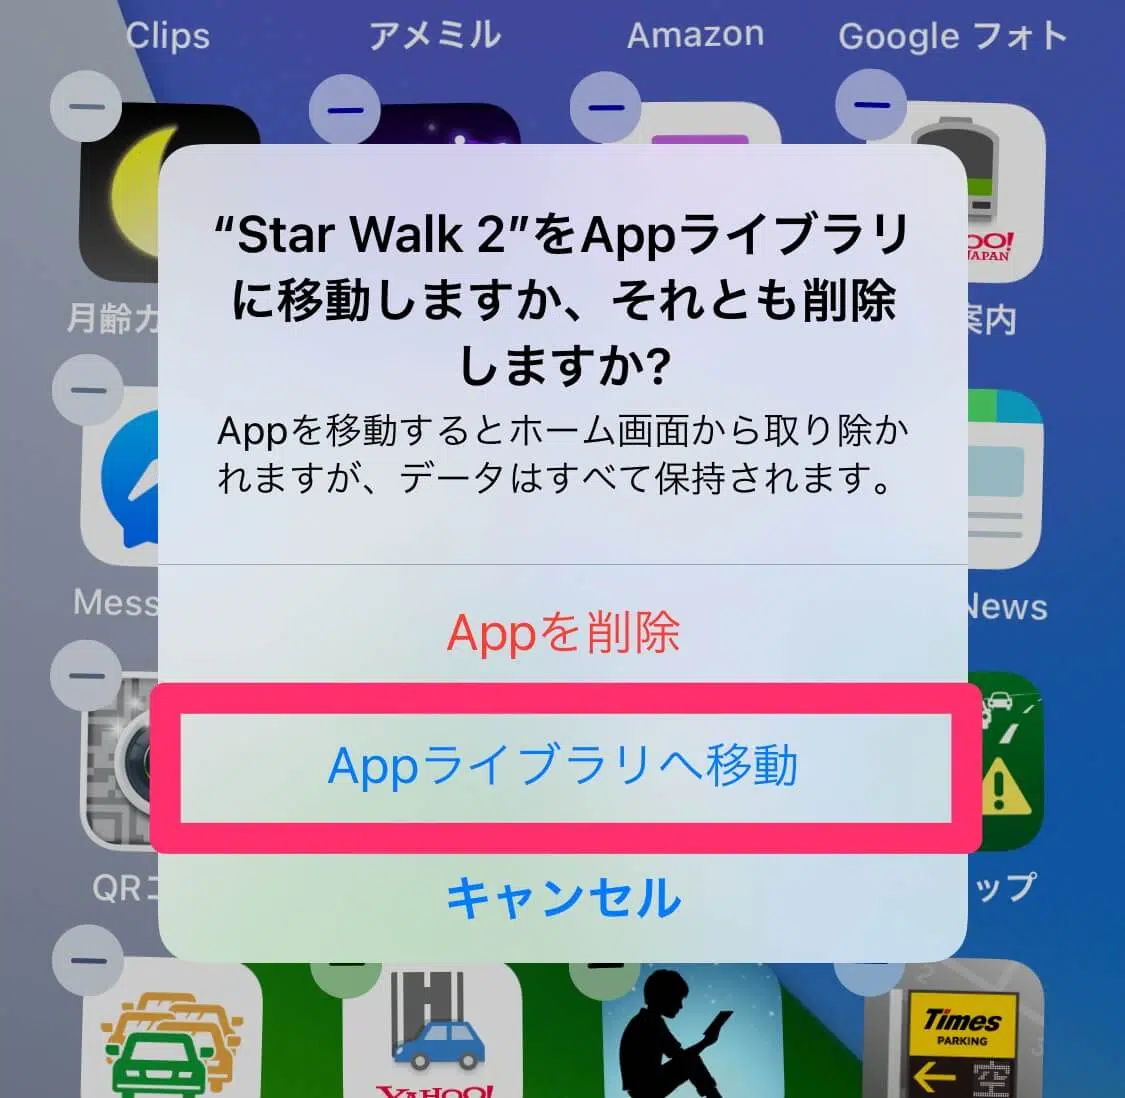 Clips アメミル Amazon Google フォト
“Star Walk 2”をAppライブラリ
に移動しますか、それとも削除
しますか?
Appを移動するとホーム画面から取り除か
れますが、データはすべて保持されます。
OO!
JAPAN
月齢カ 案内
Mess News
Appを削除
Appライブラリへ移動
QRコ ップ
キャンセル
YAHOO!
Times
PARKING
空